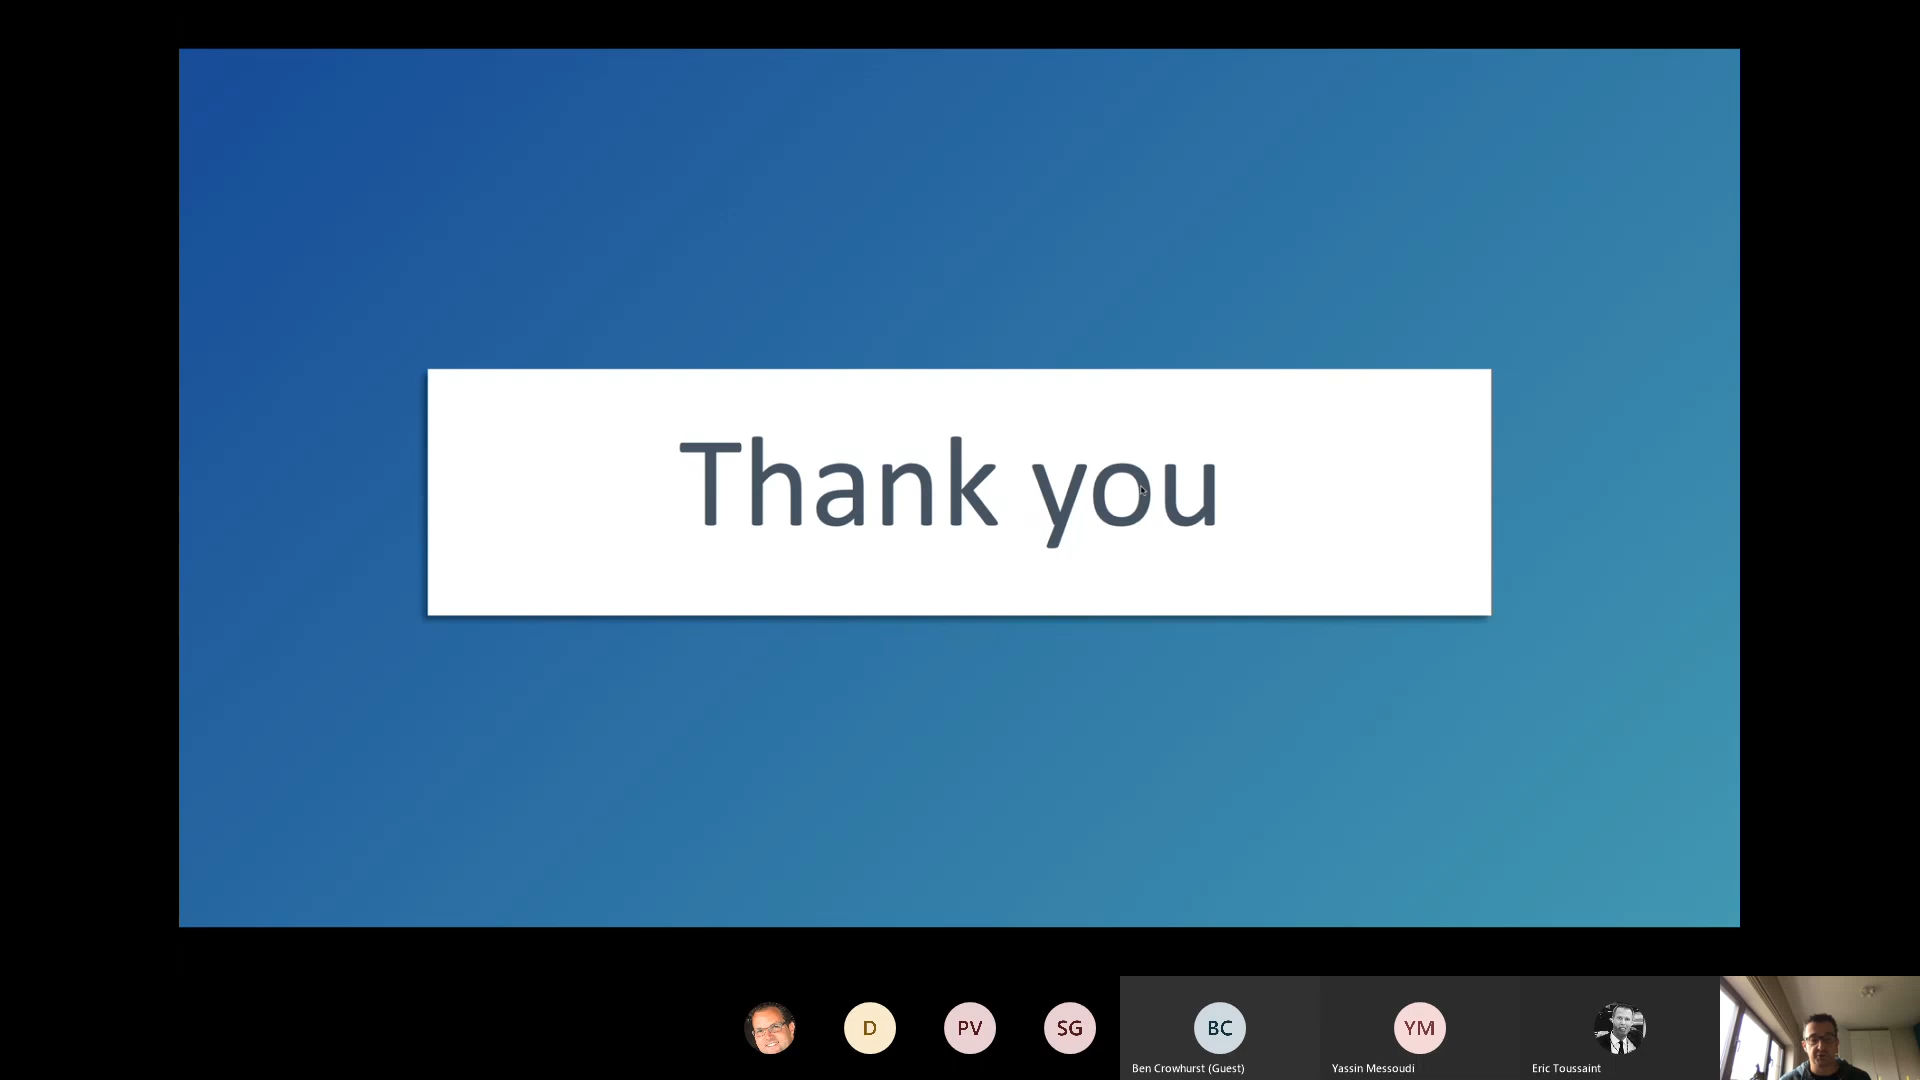 Thank you
D
PV
SG
BC
YM
Ben Crowhurst (Guest)
Yassin Messoudi
Eric Toussaint